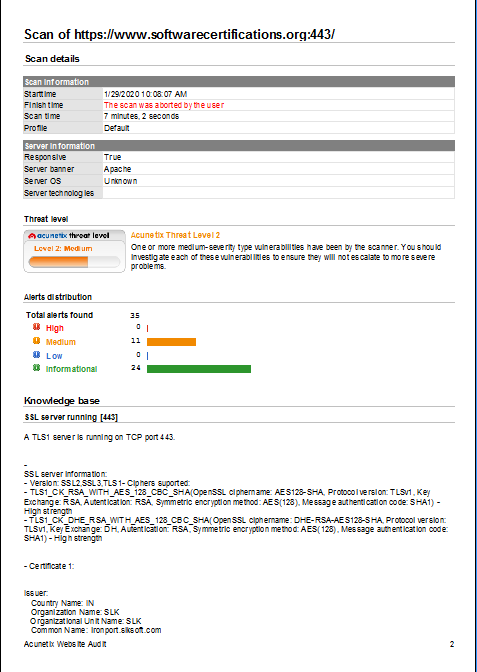 Scan of https://www.softwarecertifications.org:443/
Scan details
Scan information
Starttime 1/29/2020 10:08:07 AM
Finish time The scan was aborted by the user
Scan time 7 minutes, 2 seconds
Profile Default
Server information
Responsive True
Server banner Apache
Server OS Unknown
Server technologies
Threat level
acunetix threat level
Level 2: Medium
Acunetix Threat Level 2
One or more medium-severity type vulnerabilities have been by the scanner. You should
investigate each of these vulnerabilities to ensure they will not escalate to more severe
problems.
Alerts distribution
Total alerts found 35
High 0
Medium 11
Low 0
Informational 24
Knowledge base
SSL server running [443]
A TLS1 server is running on TCP port 443.
-
SSL server information:
- Version: SSL2,SSL3,TLS1- Ciphers suported:
- TLS1_CK_RSA_WITH_AES_128_CBC_SHA(OpenSSL ciphername: AES128-SHA, Protocol version: TLSv1, Key
Exchange: RSA, Autentication: RSA, Symmetric encryption method: AES(128), Message authentication code: SHA1) -
High strength
- TLS1_CK_DHE_RSA_WITH_AES_128_CBC_SHA(OpenSSL ciphername: DHE-RSA-AES128-SHA, Protocol version:
TLSv1, Key Exchange: DH, Autentication: RSA, Symmetric encryption method: AES(128), Message authentication code:
SHA1) - High strength
- Certificate 1:
Issuer:
Country Name: IN
Organization Name: SLK
Organizational Unit Name: SLK
Common Name: ironport.slksoft.com
Acunetix Website Audit 2